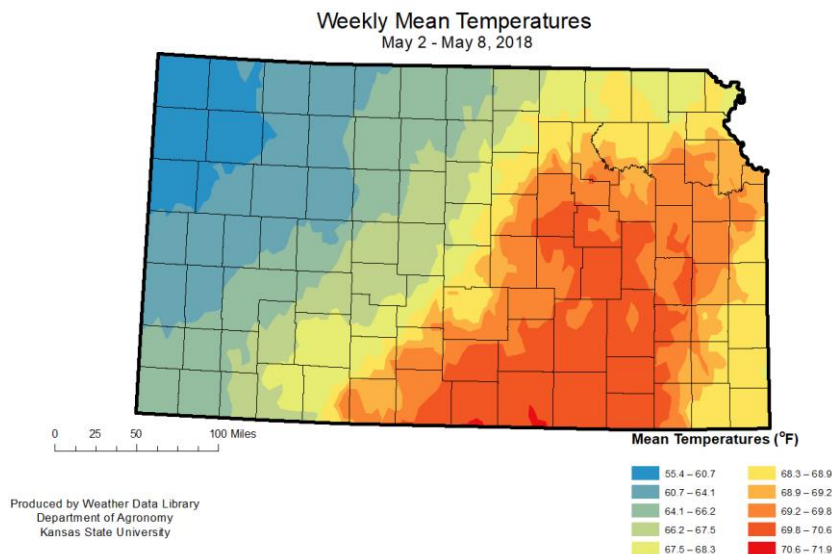 Weekly Mean Temperatures
May 2 - May 8, 2018
0 25 50 100 Miles
Mean Temperatures (°F)
55.4 – 60.7
60.7 – 64.1
64.1 – 66.2
66.2 – 67.5
67.5 – 68.3
68.3 – 68.9
68.9 – 69.2
69.2 – 69.8
69.8 – 70.6
70.6 – 71.9
Produced by Weather Data Library
Department of Agronomy
Kansas State University